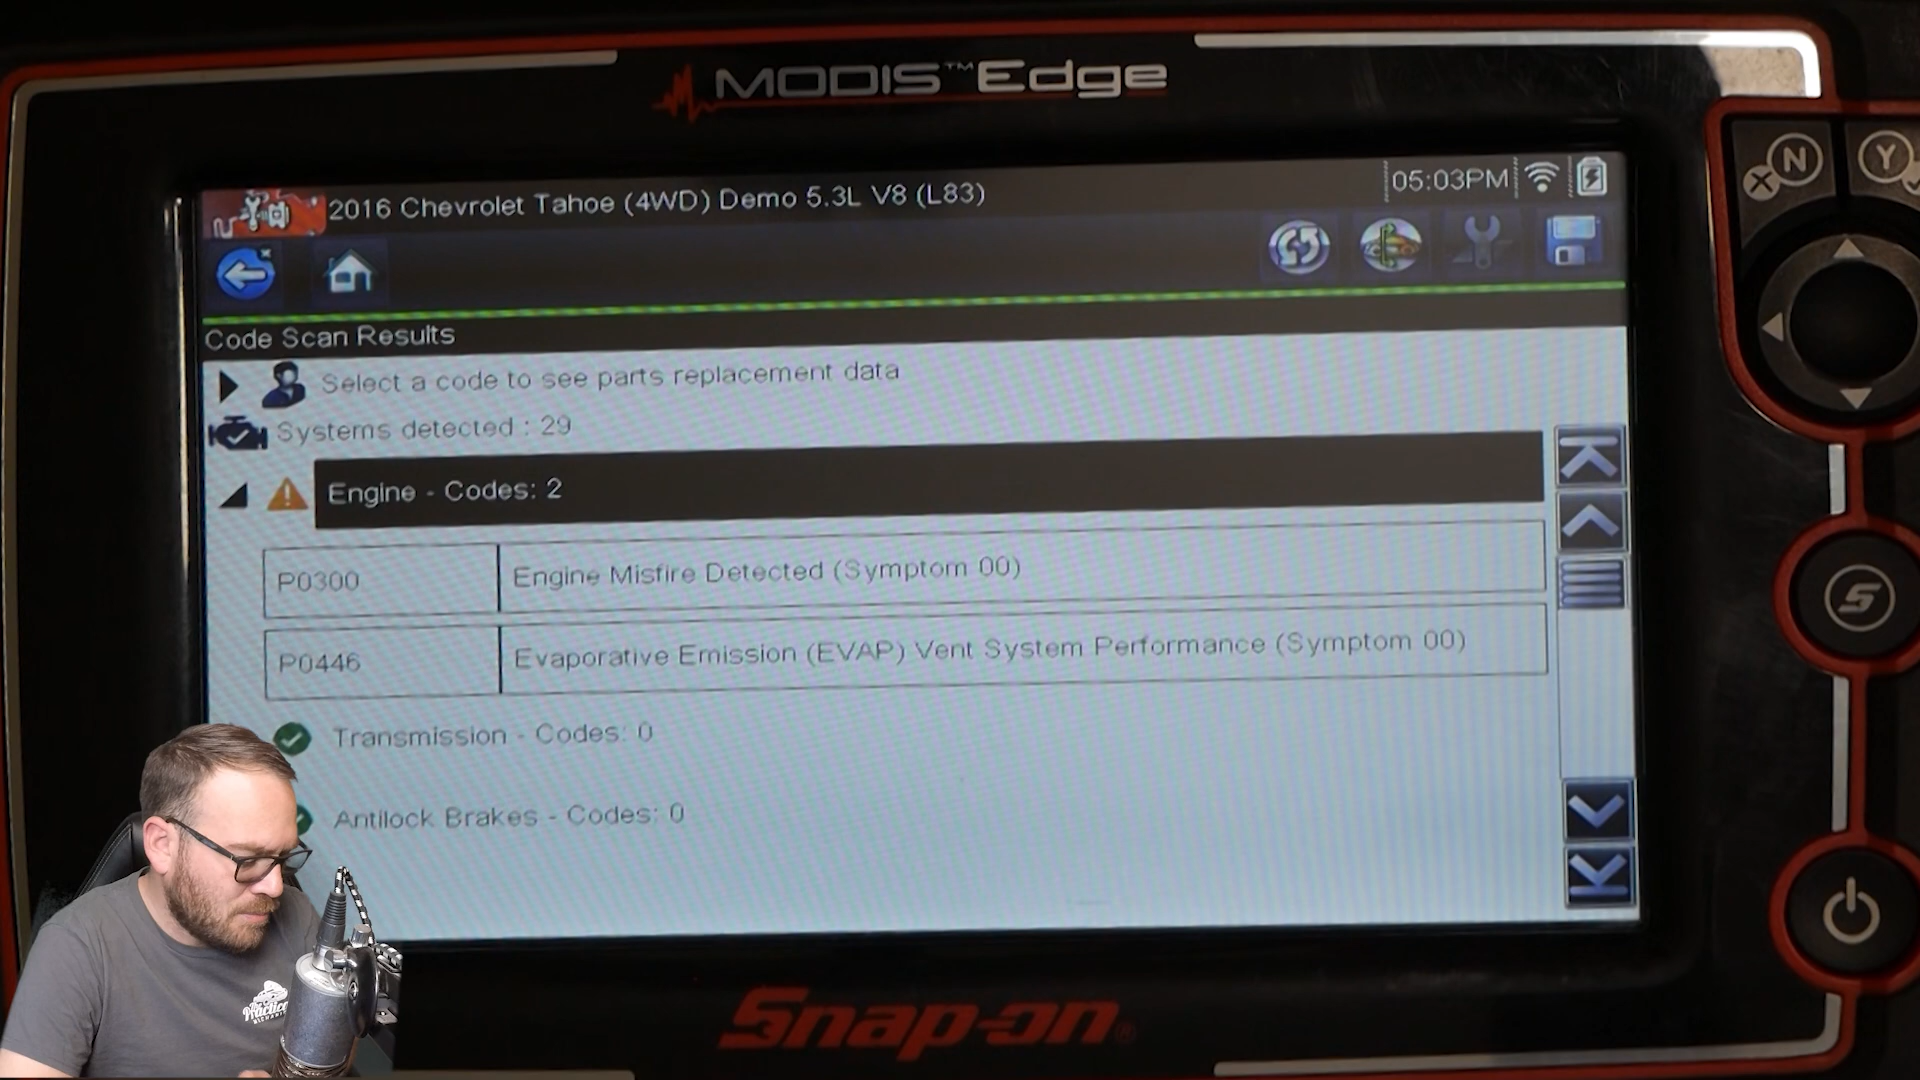 MODIS™ Edge
2016 Chevrolet Tahoe (4WD) Demo 5.3L V8 (L83)
05:03PM
N
Y
X
Code Scan Results
Select a code to see parts replacement data
Systems detected : 29
Engine - Codes: 2
P0300 Engine Misfire Detected (Symptom 00)
P0446 Evaporative Emission (EVAP) Vent System Performance (Symptom 00)
Transmission - Codes: 0
Antilock Brakes - Codes: 0
S
Practical
Snap-on®